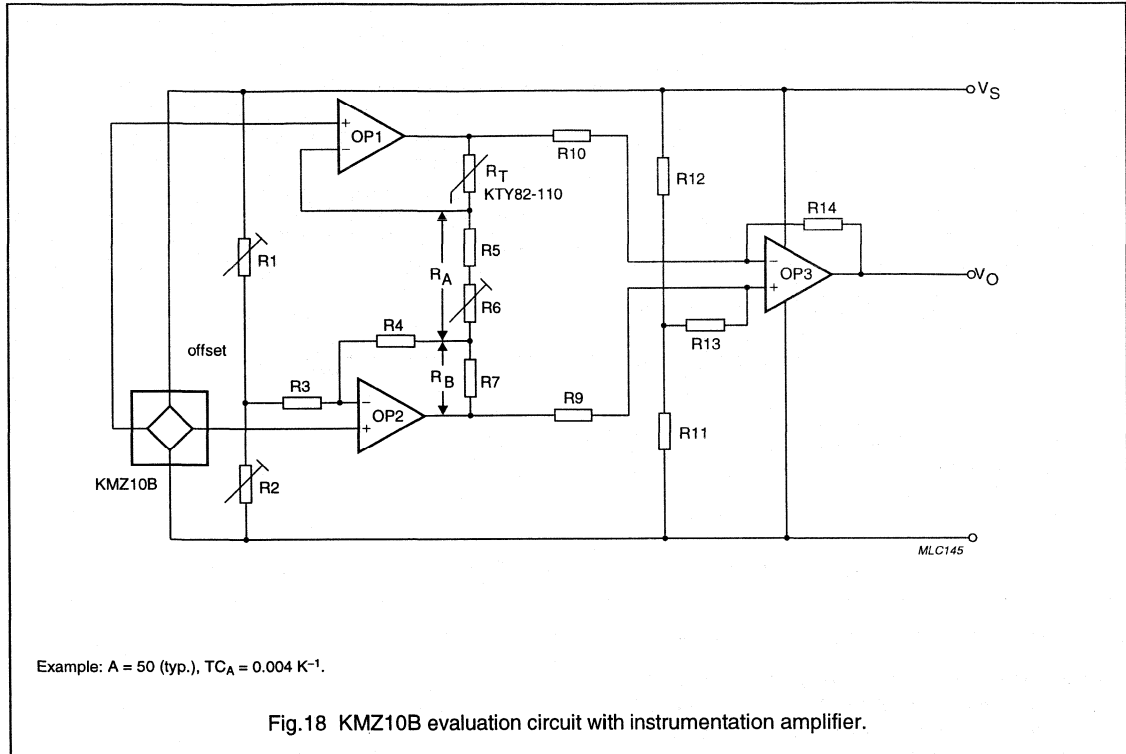 VS
+
OP1
−
R10
RT
KTY82-110
R12
R14
R1
R5
RA
R6
−
OP3
+
VO
R4
R13
offset
RB
R7
R3
−
OP2
+
R9
R11
KMZ10B
R2
MLC145
Example: A = 50 (typ.), TCA = 0.004 K⁻¹.
Fig.18 KMZ10B evaluation circuit with instrumentation amplifier.